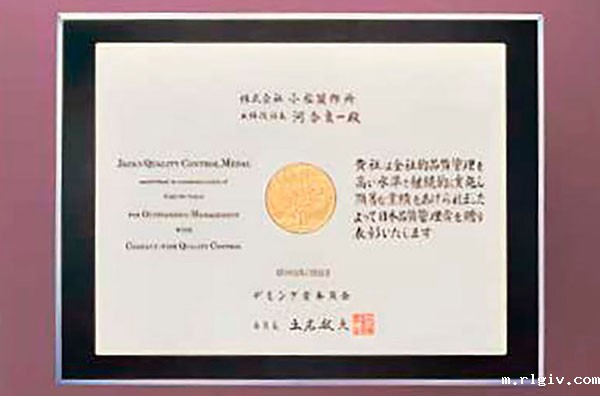 株式会社 小松製作所
取締役社長 河合良一殿
JAPAN QUALITY CONTROL MEDAL
FOR OUTSTANDING MANAGEMENT
WITH
COMPANY-WIDE QUALITY CONTROL
貴社は全社的品質管理を
高い水準で継続的に実施し
顕著な業績をあげられました
よって日本品質管理賞を贈り
表彰いたします
デミング賞委員会
委員長
m.rlgiv.com